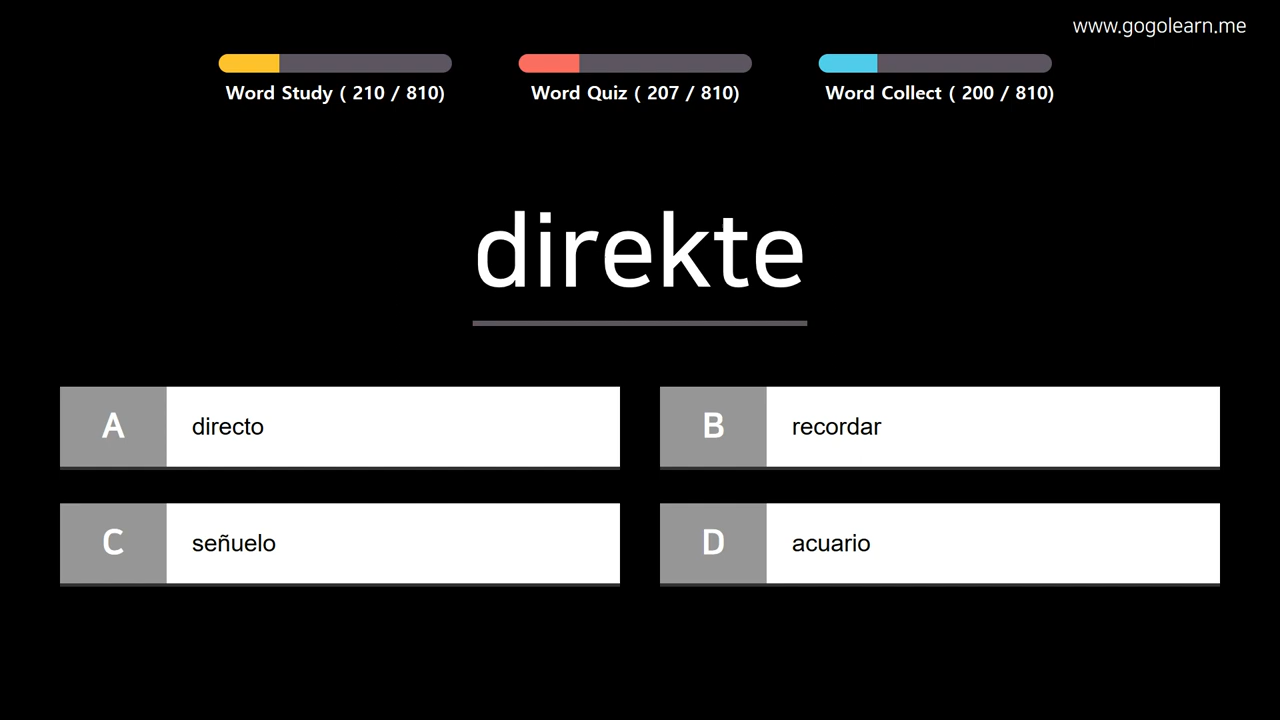 www.gogolearn.me
Word Study ( 210 / 810)
Word Quiz ( 207 / 810)
Word Collect ( 200 / 810)
direkte
A directo
B recordar
C señuelo
D acuario